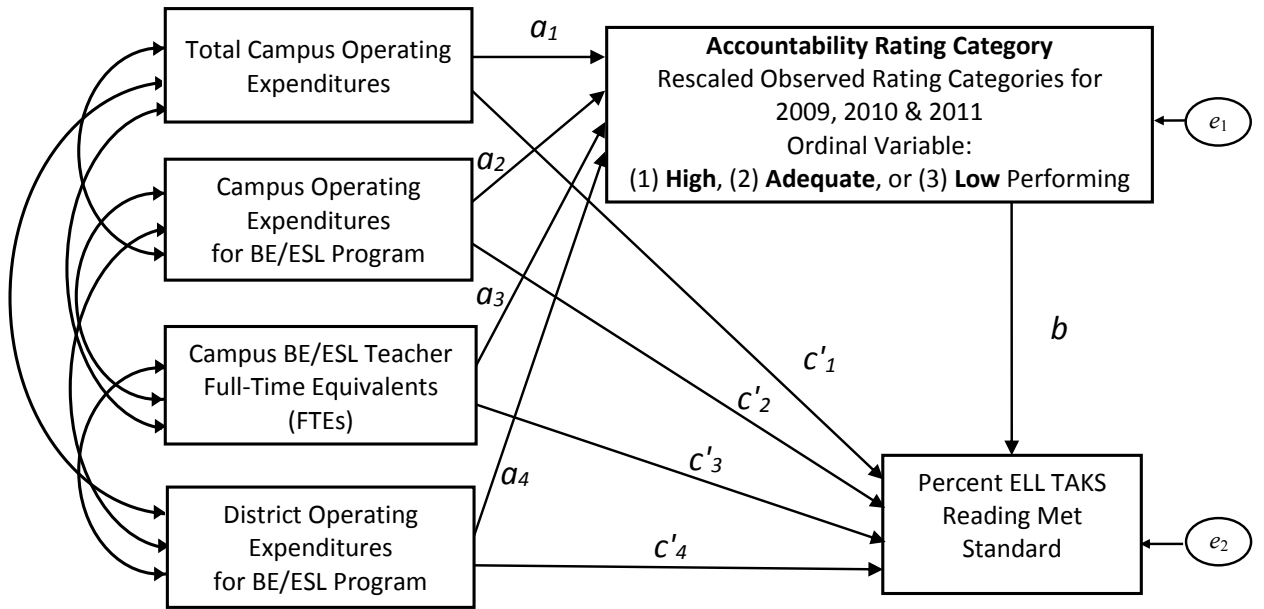 Total Campus Operating
Expenditures
a1
Accountability Rating Category
Rescaled Observed Rating Categories for
2009, 2010 & 2011
Ordinal Variable:
(1) High, (2) Adequate, or (3) Low Performing
e1
Campus Operating
Expenditures
for BE/ESL Program
a2
Campus BE/ESL Teacher
Full-Time Equivalents
(FTEs)
a3
b
c'1
c'2
c'3
District Operating
Expenditures
for BE/ESL Program
a4
c'4
Percent ELL TAKS
Reading Met
Standard
e2